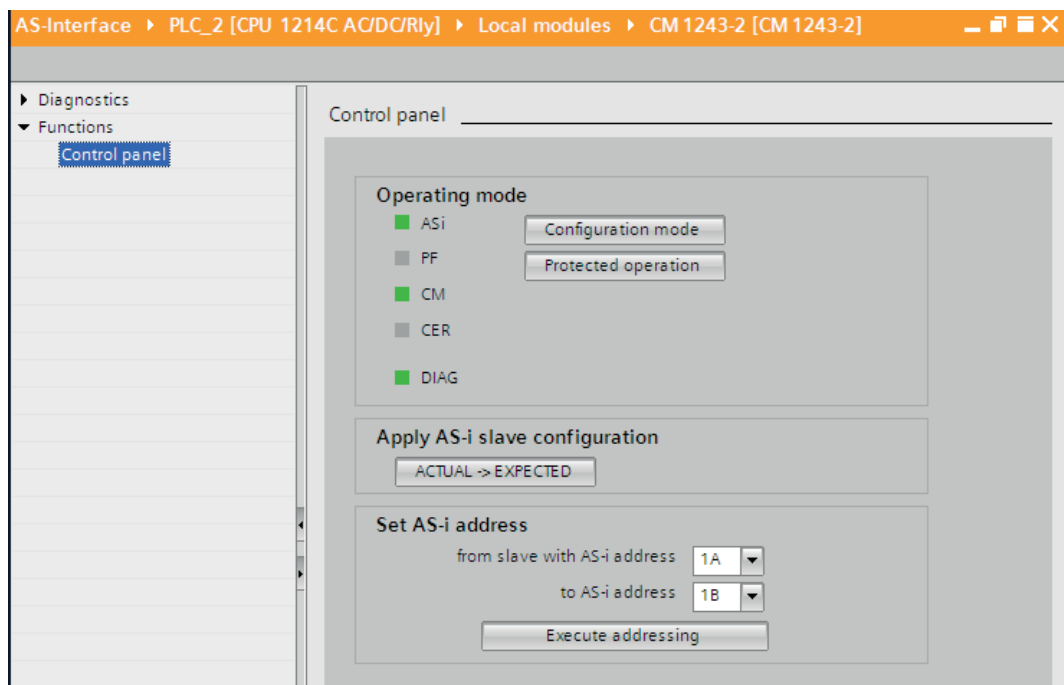 AS-Interface ▸ PLC_2 [CPU 1214C AC/DC/Rly] ▸ Local modules ▸ CM 1243-2 [CM 1243-2]
Diagnostics
Functions
Control panel
Control panel
Operating mode
ASi
Configuration mode
PF
Protected operation
CM
CER
DIAG
Apply AS-i slave configuration
ACTUAL -> EXPECTED
Set AS-i address
from slave with AS-i address 1A
to AS-i address 1B
Execute addressing